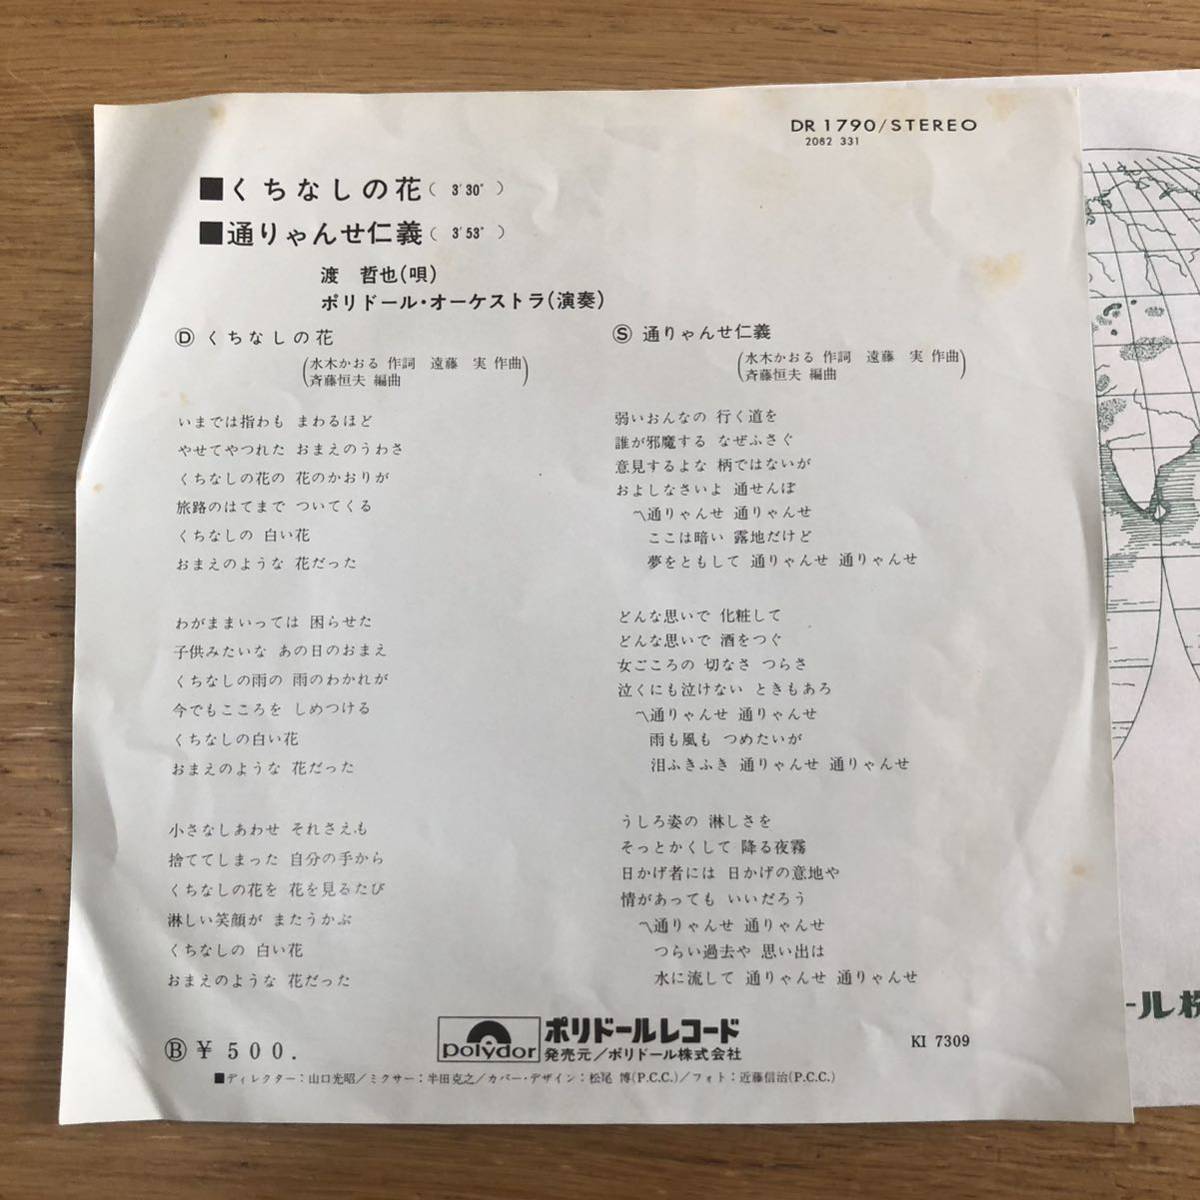 DR 1790/STEREO
2062 331
■くちなしの花( 3'30" )
■通りゃんせ仁義( 3'53" )
渡 哲也(唄)
ポリドール・オーケストラ(演奏)
Ⓓ くちなしの花
(水木かおる 作詞 遠藤 実 作曲
斉藤恒夫 編曲)
いまでは指わも まわるほど
やせてやつれた おまえのうわさ
くちなしの花の 花のかおりが
旅路のはてまで ついてくる
くちなしの 白い花
おまえのような 花だった
わがままいっては 困らせた
子供みたいな あの日のおまえ
くちなしの雨の 雨のわかれが
今でもこころを しめつける
くちなしの白い花
おまえのような 花だった
小さなしあわせ それさえも
捨ててしまった 自分の手から
くちなしの花を 花を見るたび
淋しい笑顔が またうかぶ
くちなしの 白い花
おまえのような 花だった
Ⓢ 通りゃんせ仁義
(水木かおる 作詞 遠藤 実 作曲
斉藤恒夫 編曲)
弱いおんなの 行く道を
誰が邪魔する なぜふさぐ
意見するよな 柄ではないが
およしなさいよ 通せんぼ
〽通りゃんせ 通りゃんせ
ここは暗い 露地だけど
夢をともして 通りゃんせ 通りゃんせ
どんな思いで 化粧して
どんな思いで 酒をつぐ
女ごころの 切なさ つらさ
泣くにも泣けない ときもあろ
〽通りゃんせ 通りゃんせ
雨も風も つめたいが
泪ふきふき 通りゃんせ 通りゃんせ
うしろ姿の 淋しさを
そっとかくして 降る夜霧
日かげ者には 日かげの意地や
情があっても いいだろう
〽通りゃんせ 通りゃんせ
つらい過去や 思い出は
水に流して 通りゃんせ 通りゃんせ
Ⓑ ¥500.
polydor
ポリドールレコード
発売元/ポリドール株式会社
KI 7309
■ディレクター:山口光昭/ミクサー:半田克之/カバー・デザイン:松尾 博(P.C.C.)/フォト:近藤信治(P.C.C.)
ール株